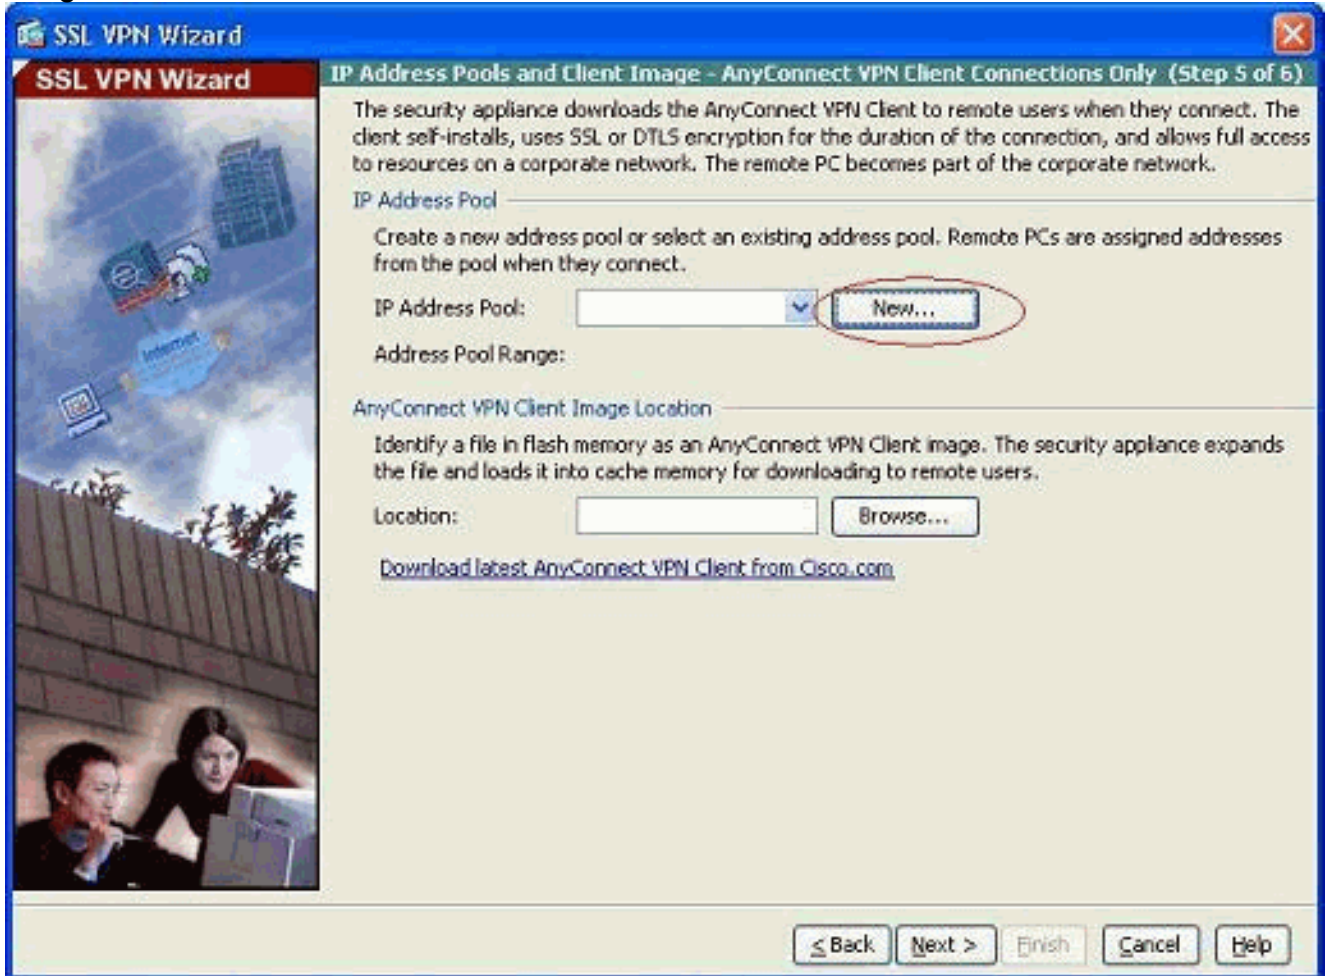 SSL VPN Wizard
SSL VPN Wizard
IP Address Pools and Client Image - AnyConnect VPN Client Connections Only (Step 5 of 6)
The security appliance downloads the AnyConnect VPN Client to remote users when they connect. The
client self-installs, uses SSL or DTLS encryption for the duration of the connection, and allows full access
to resources on a corporate network. The remote PC becomes part of the corporate network.
IP Address Pool
Create a new address pool or select an existing address pool. Remote PCs are assigned addresses
from the pool when they connect.
IP Address Pool:
New...
Address Pool Range:
Internet
AnyConnect VPN Client Image Location
Identify a file in flash memory as an AnyConnect VPN Client image. The security appliance expands
the file and loads it into cache memory for downloading to remote users.
Location:
Browse...
Download latest AnyConnect VPN Client from Cisco.com
< Back
Next >
Finish
Cancel
Help